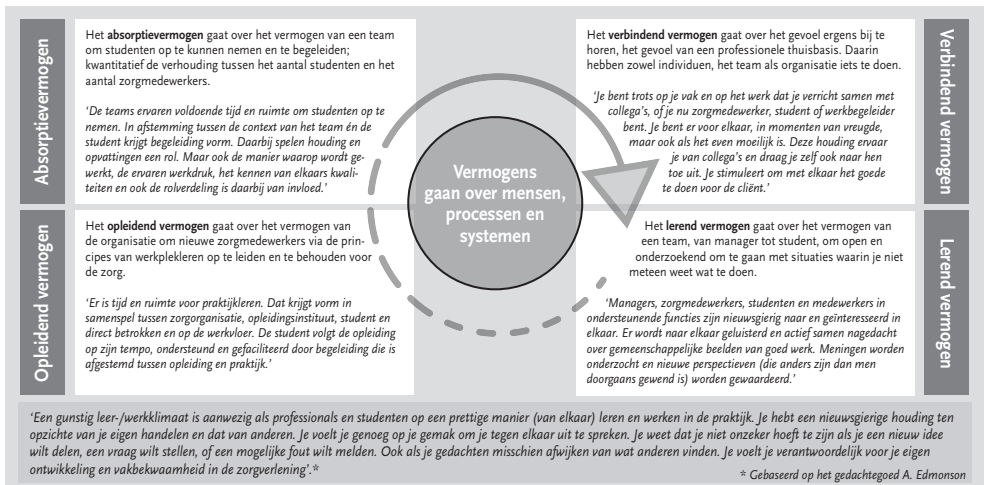 Absorptievermogen
Het absorptievermogen gaat over het vermogen van een team
om studenten op te kunnen nemen en te begeleiden;
kwantitatief de verhouding tussen het aantal studenten en het
aantal zorgmedewerkers.
‘De teams ervaren voldoende tijd en ruimte om studenten op te
nemen. In afstemming tussen de context van het team én de
student krijgt begeleiding vorm. Daarbij spelen houding en
opvattingen een rol. Maar ook de manier waarop wordt ge-
werkt, de ervaren werkdruk, het kennen van elkaars kwali-
teiten en ook de rolverdeling is daarbij van invloed.’
Het verbindend vermogen gaat over het gevoel ergens bij te
horen, het gevoel van een professionele thuisbasis. Daarin
hebben zowel individuen, het team als organisatie iets te doen.
‘Je bent trots op je vak en op het werk dat je verricht samen met
collega’s, of je nu zorgmedewerker, student of werkbegeleider
bent. Je bent er voor elkaar, in momenten van vreugde,
maar ook als het even moeilijk is. Deze houding ervaar
je van collega’s en draag je zelf ook naar hen
toe uit. Je stimuleert om met elkaar het goede
te doen voor de cliënt.’
Verbindend vermogen
Vermogens
gaan over mensen,
processen en
systemen
Opleidend vermogen
Het opleidend vermogen gaat over het vermogen van
de organisatie om nieuwe zorgmedewerkers via de prin-
cipes van werkplekleren op te leiden en te behouden voor
de zorg.
‘Er is tijd en ruimte voor praktijkleren. Dat krijgt vorm in
samenspel tussen zorgorganisatie, opleidingsinstituut, student en
direct betrokken en op de werkvloer. De student volgt de opleiding
op zijn tempo, ondersteund en gefaciliteerd door begeleiding die is
afgestemd tussen opleiding en praktijk.’
Het lerend vermogen gaat over het vermogen van
een team, van manager tot student, om open en
onderzoekend om te gaan met situaties waarin je niet
meteen weet wat te doen.
‘Managers, zorgmedewerkers, studenten en medewerkers in
ondersteunende functies zijn nieuwsgierig naar en geïnteresseerd in
elkaar. Er wordt naar elkaar geluisterd en actief samen nagedacht
over gemeenschappelijke beelden van goed werk. Meningen worden
onderzocht en nieuwe perspectieven (die anders zijn dan men
doorgaans gewend is) worden gewaardeerd.’
Lerend vermogen
‘Een gunstig leer-/werkklimaat is aanwezig als professionals en studenten op een prettige manier (van elkaar) leren en werken in de praktijk. Je hebt een nieuwsgierige houding ten
opzichte van je eigen handelen en dat van anderen. Je voelt je genoeg op je gemak om je tegen elkaar uit te spreken. Je weet dat je niet onzeker hoeft te zijn als je een nieuw idee
wilt delen, een vraag wilt stellen, of een mogelijke fout wilt melden. Ook als je gedachten misschien afwijken van wat anderen vinden. Je voelt je verantwoordelijk voor je eigen
ontwikkeling en vakbekwaamheid in de zorgverlening’.*
* Gebaseerd op het gedachtegoed A. Edmonson